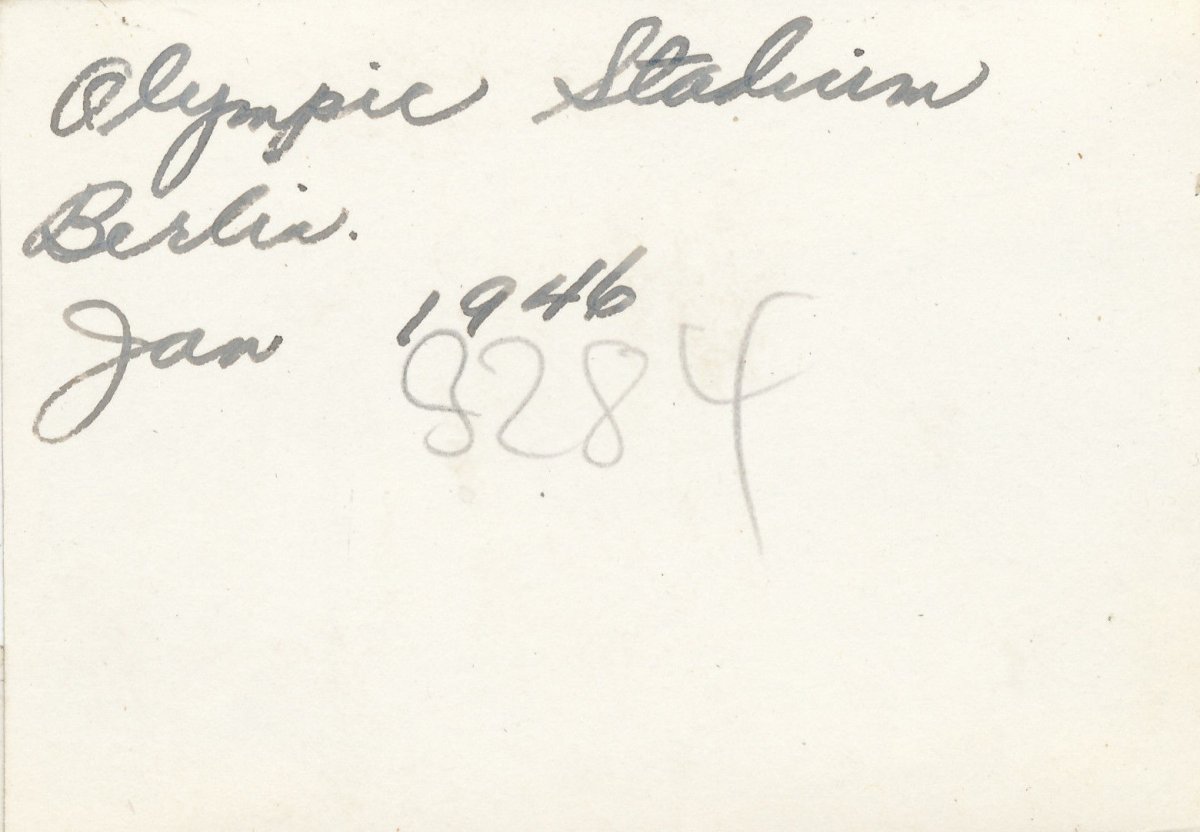 Olympic Stadium
Berlin.
Jan 1946
8284